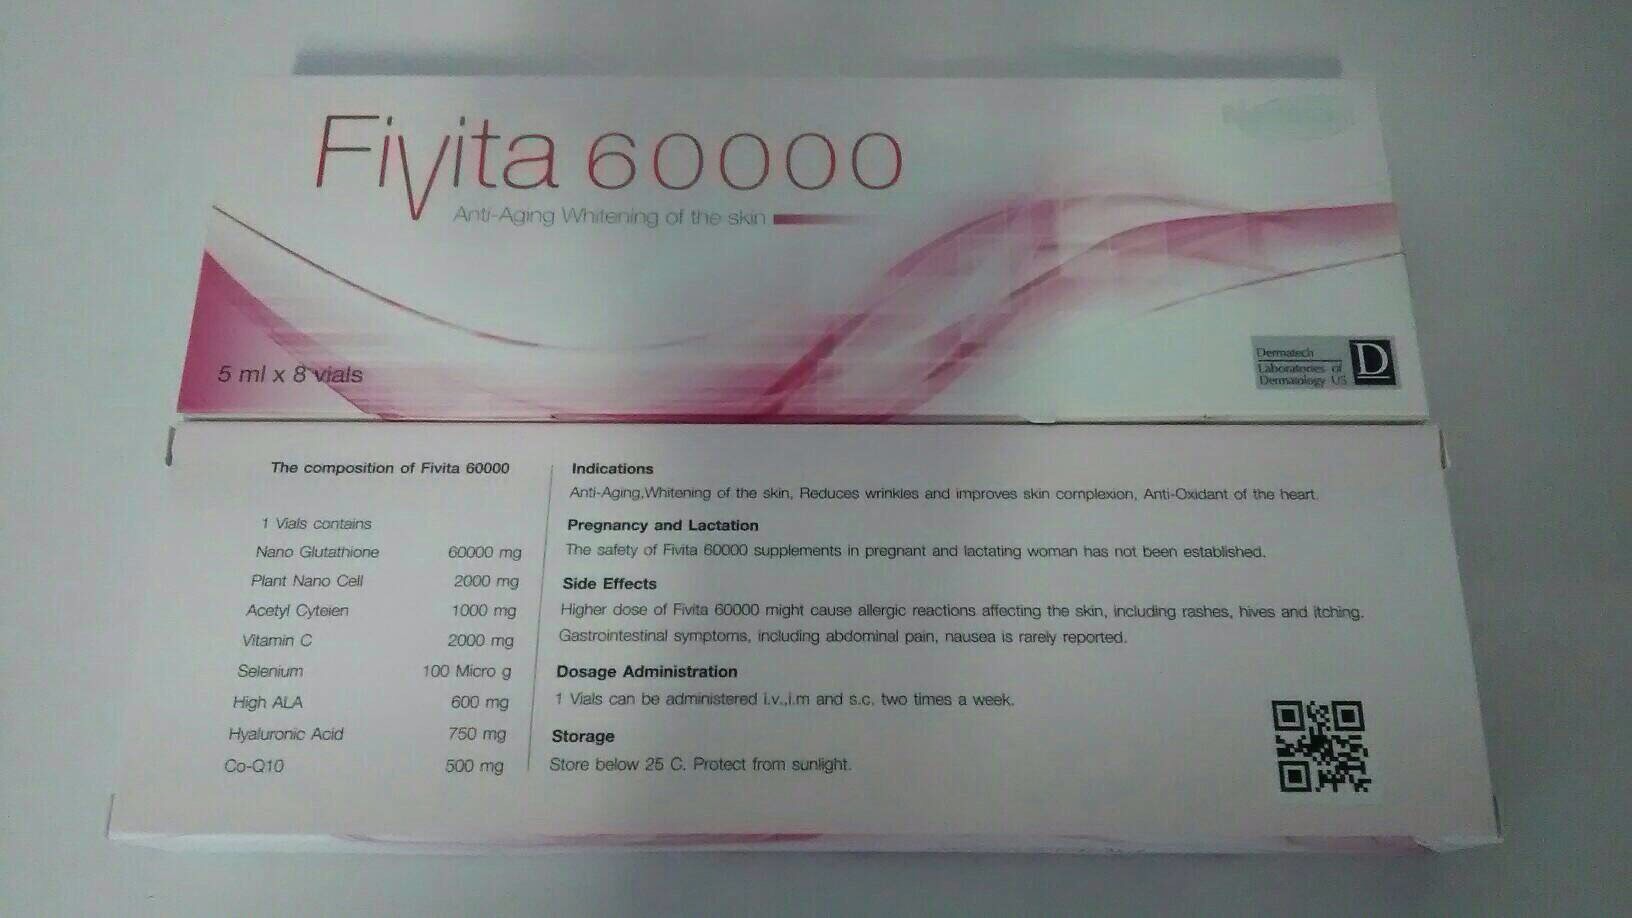 Fivita 60000
Anti-Aging Whitening of the skin
5 ml x 8 vials
Dermatech
Laboratories of
Dermatology US
D
The composition of Fivita 60000
1 Vials contains
Nano Glutathione 60000 mg
Plant Nano Cell 2000 mg
Acetyl Cyteien 1000 mg
Vitamin C 2000 mg
Selenium 100 Micro g
High ALA 600 mg
Hyaluronic Acid 750 mg
Co-Q10 500 mg
Indications
Anti-Aging,Whitening of the skin, Reduces wrinkles and improves skin complexion, Anti-Oxidant of the heart.
Pregnancy and Lactation
The safety of Fivita 60000 supplements in pregnant and lactating woman has not been established.
Side Effects
Higher dose of Fivita 60000 might cause allergic reactions affecting the skin, including rashes, hives and itching.
Gastrointestinal symptoms, including abdominal pain, nausea is rarely reported.
Dosage Administration
1 Vials can be administered i.v.,i.m and s.c. two times a week.
Storage
Store below 25 C. Protect from sunlight.